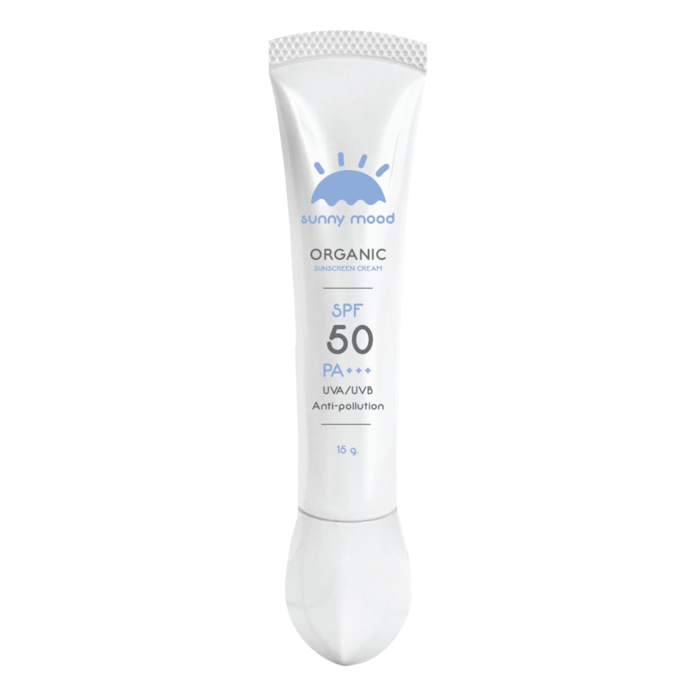 sunny mood
ORGANIC
SUNSCREEN CREAM
SPF
50
PA+++
UVA/UVB
Anti-pollution
15 g.